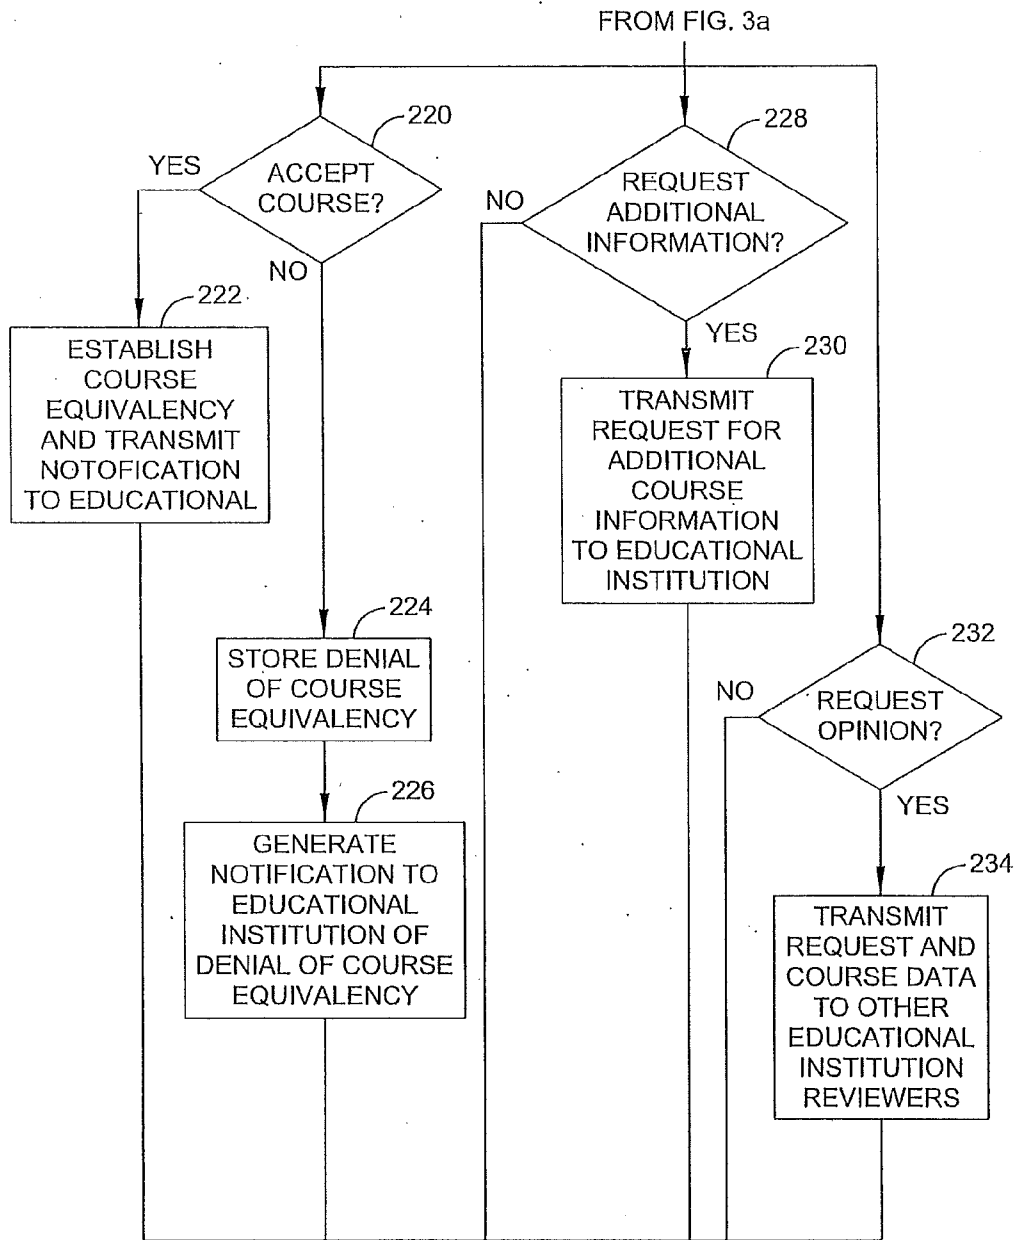 FROM FIG. 3a
220
ACCEPT
COURSE?
YES
NO
222
ESTABLISH
COURSE
EQUIVALENCY
AND TRANSMIT
NOTOFICATION
TO EDUCATIONAL
224
STORE DENIAL
OF COURSE
EQUIVALENCY
226
GENERATE
NOTIFICATION TO
EDUCATIONAL
INSTITUTION OF
DENIAL OF COURSE
EQUIVALENCY
228
REQUEST
ADDITIONAL
INFORMATION?
NO
YES
230
TRANSMIT
REQUEST FOR
ADDITIONAL
COURSE
INFORMATION
TO EDUCATIONAL
INSTITUTION
232
REQUEST
OPINION?
NO
YES
234
TRANSMIT
REQUEST AND
COURSE DATA
TO OTHER
EDUCATIONAL
INSTITUTION
REVIEWERS